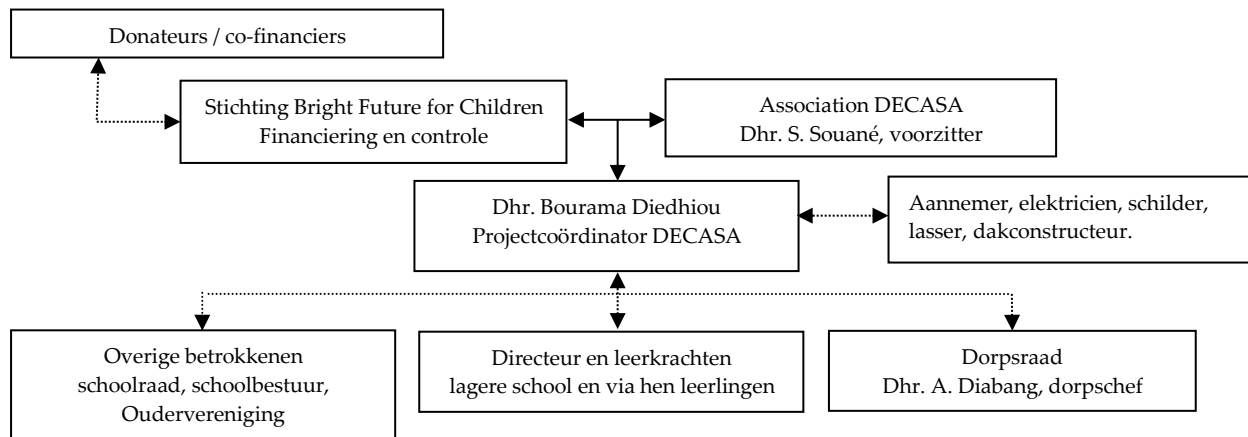 Donateurs / co-financiers
Stichting Bright Future for Children
Financiering en controle
Association DECASA
Dhr. S. Souané, voorzitter
Dhr. Bourama Diedhiou
Projectcoördinator DECASA
Aannemer, elektricien, schilder,
lasser, dakconstructeur.
Overige betrokkenen
schoolraad, schoolbestuur,
Oudervereniging
Directeur en leerkrachten
lagere school en via hen leerlingen
Dorpsraad
Dhr. A. Diabang, dorpschef